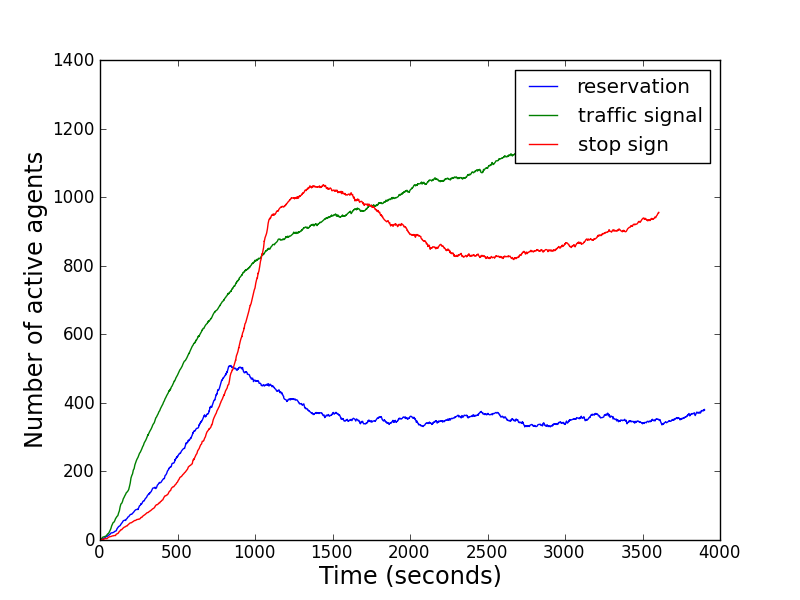 1400
1200
1000
800
600
400
200
0
Number of active agents
reservation
traffic signal
stop sign
0 500 1000 1500 2000 2500 3000 3500 4000
Time (seconds)